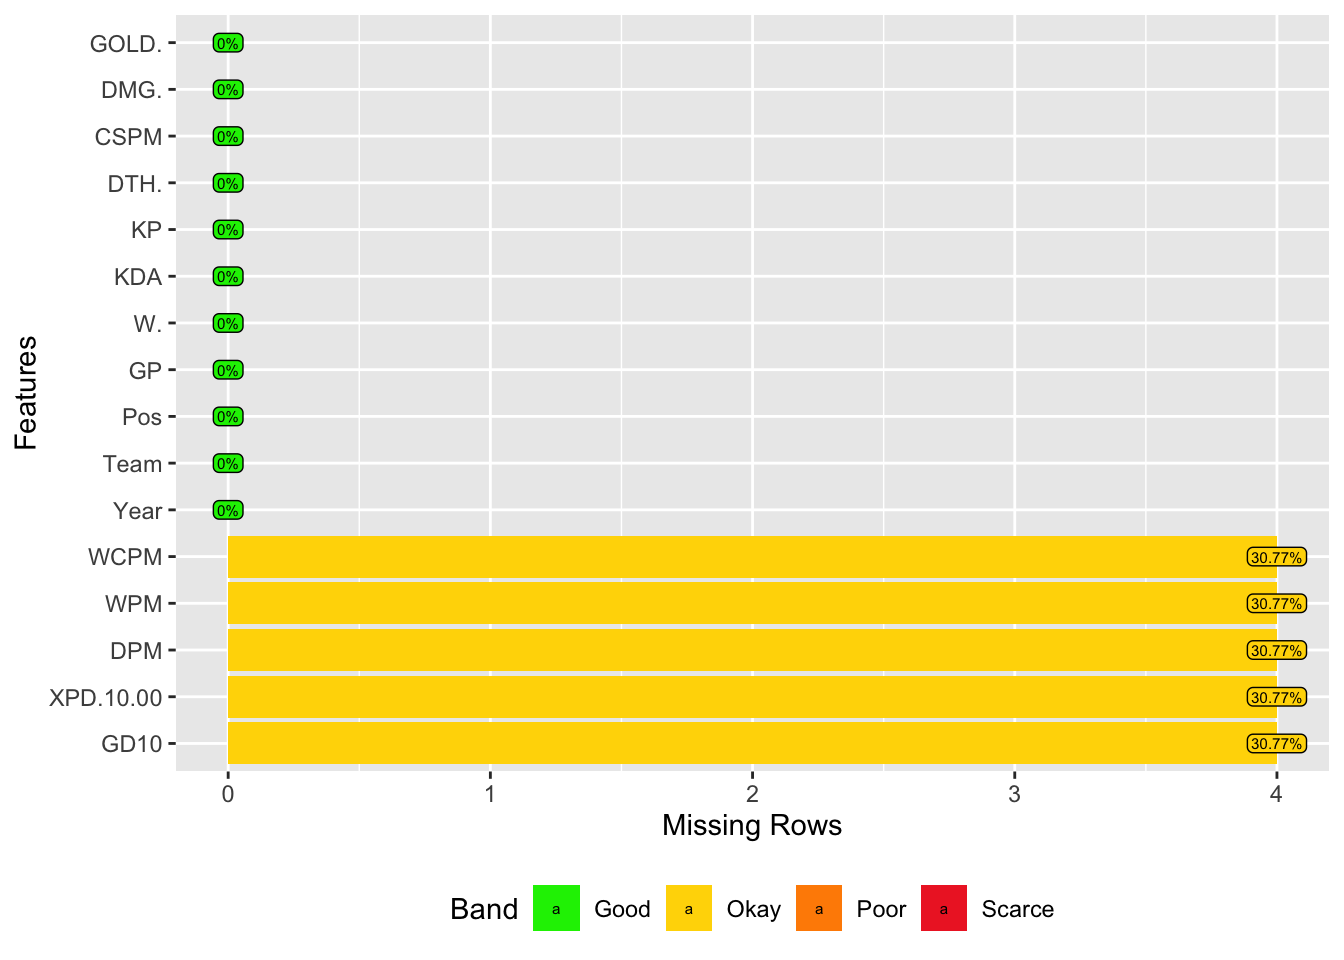 GOLD. 0%
DMG. 0%
CSPM 0%
DTH. 0%
KP 0%
KDA 0%
W. 0%
GP 0%
Pos 0%
Team 0%
Year 0%
WCPM 30.77%
WPM 30.77%
DPM 30.77%
XPD.10.00 30.77%
GD10 30.77%
Features
0 1 2 3 4
Missing Rows
Band a Good a Okay a Poor a Scarce